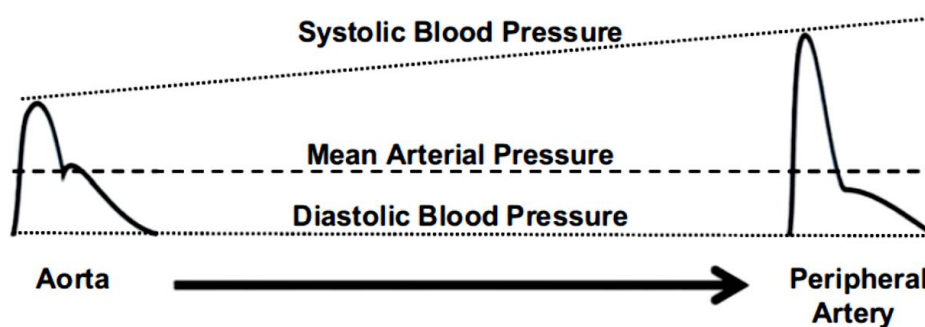 Systolic Blood Pressure
Mean Arterial Pressure
Diastolic Blood Pressure
Aorta
Peripheral
Artery